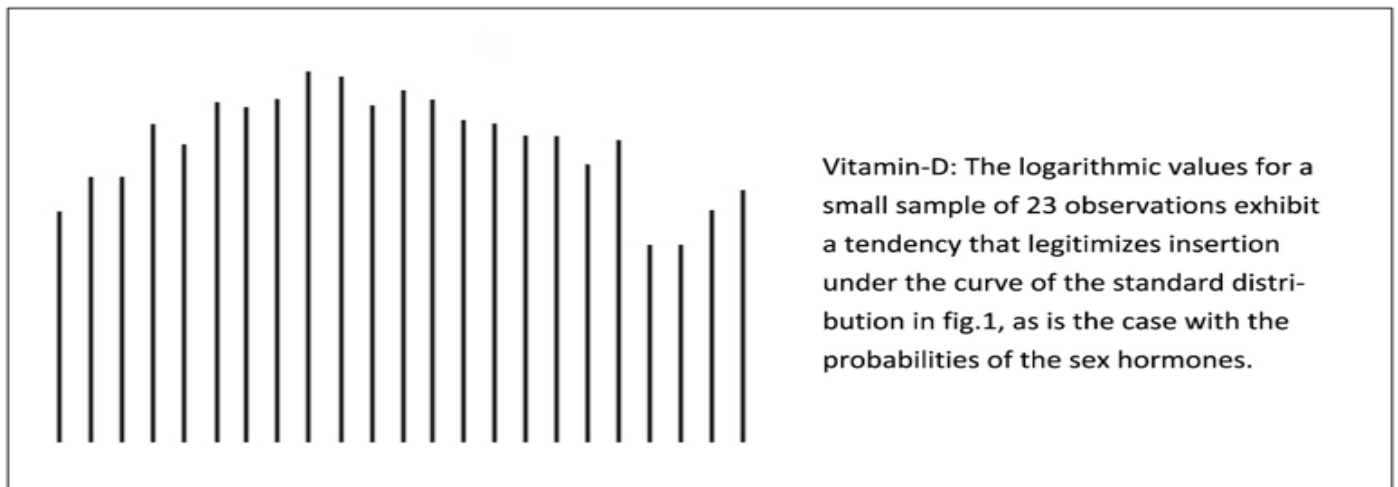 Vitamin-D: The logarithmic values for a
small sample of 23 observations exhibit
a tendency that legitimizes insertion
under the curve of the standard distri-
bution in fig.1, as is the case with the
probabilities of the sex hormones.